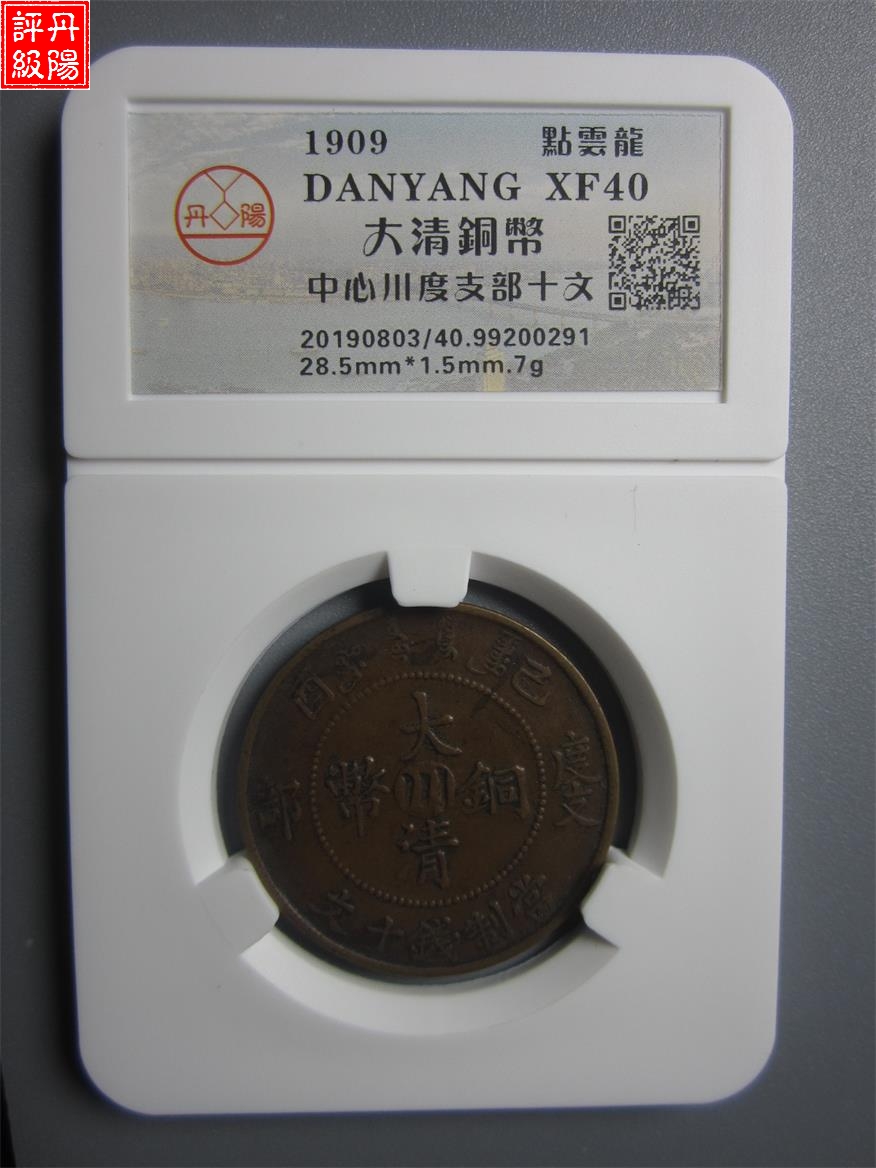 丹陽
評級
1909 點雲龍
DANYANG XF40
丹陽
大清銅幣
中心川度支部十文
20190803/40.99200291
28.5mm*1.5mm.7g
己酉
度支部
大清銅幣
川
當制錢十文